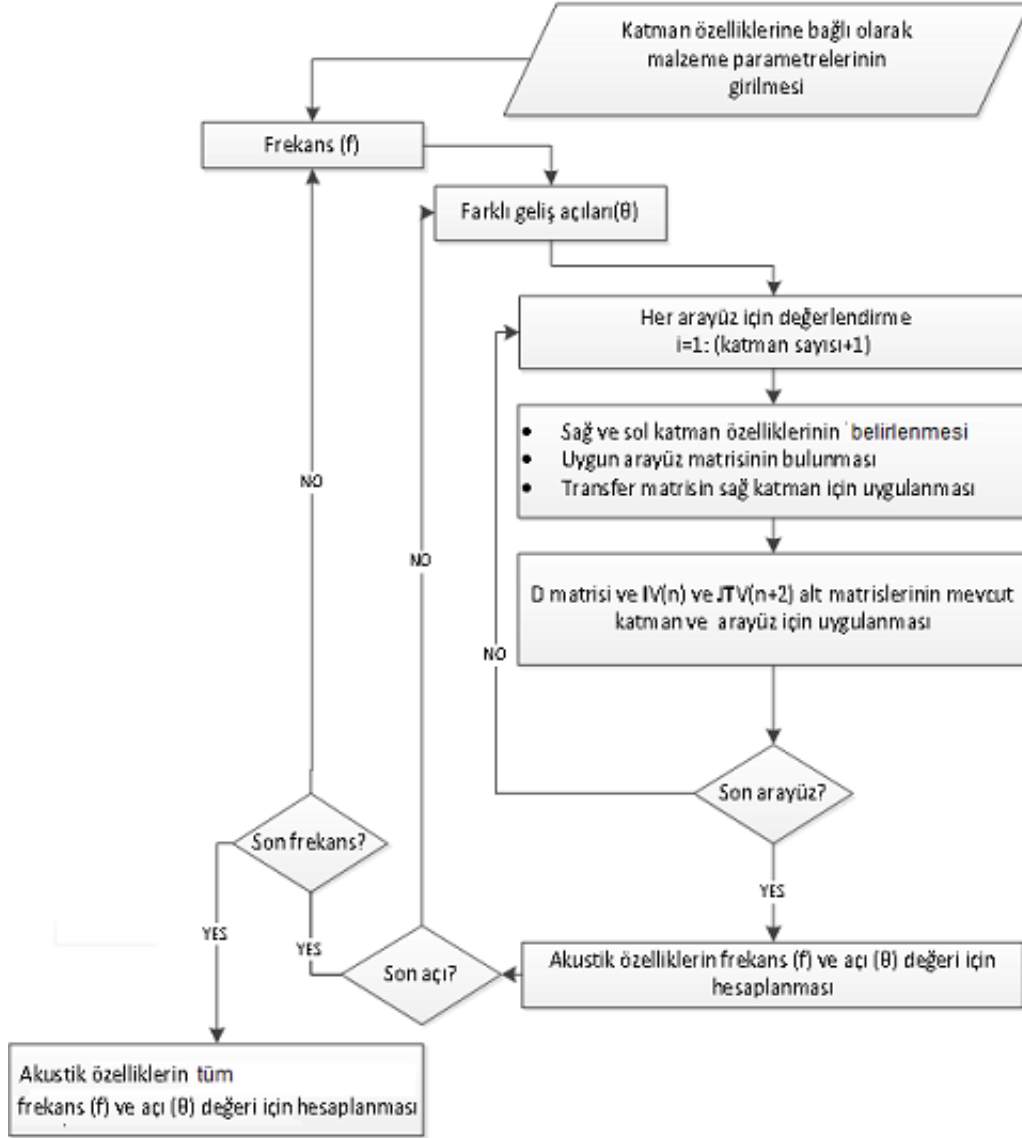 Katman özelliklerine bağlı olarak
malzeme parametrelerinin
girilmesi
Frekans (f)
Farklı geliş açıları(θ)
Her arayüz için değerlendirme
i=1: (katman sayısı+1)
• Sağ ve sol katman özelliklerinin belirlenmesi
• Uygun arayüz matrisinin bulunması
• Transfer matrisin sağ katman için uygulanması
NO
NO
D matrisi ve IV(n) ve JTV(n+2) alt matrislerinin mevcut
katman ve arayüz için uygulanması
NO
Son arayüz?
Son frekans?
YES
YES
YES
Akustik özelliklerin frekans (f) ve açı (θ) değeri için
hesaplanması
Son açı?
Akustik özelliklerin tüm
frekans (f) ve açı (θ) değeri için hesaplanması